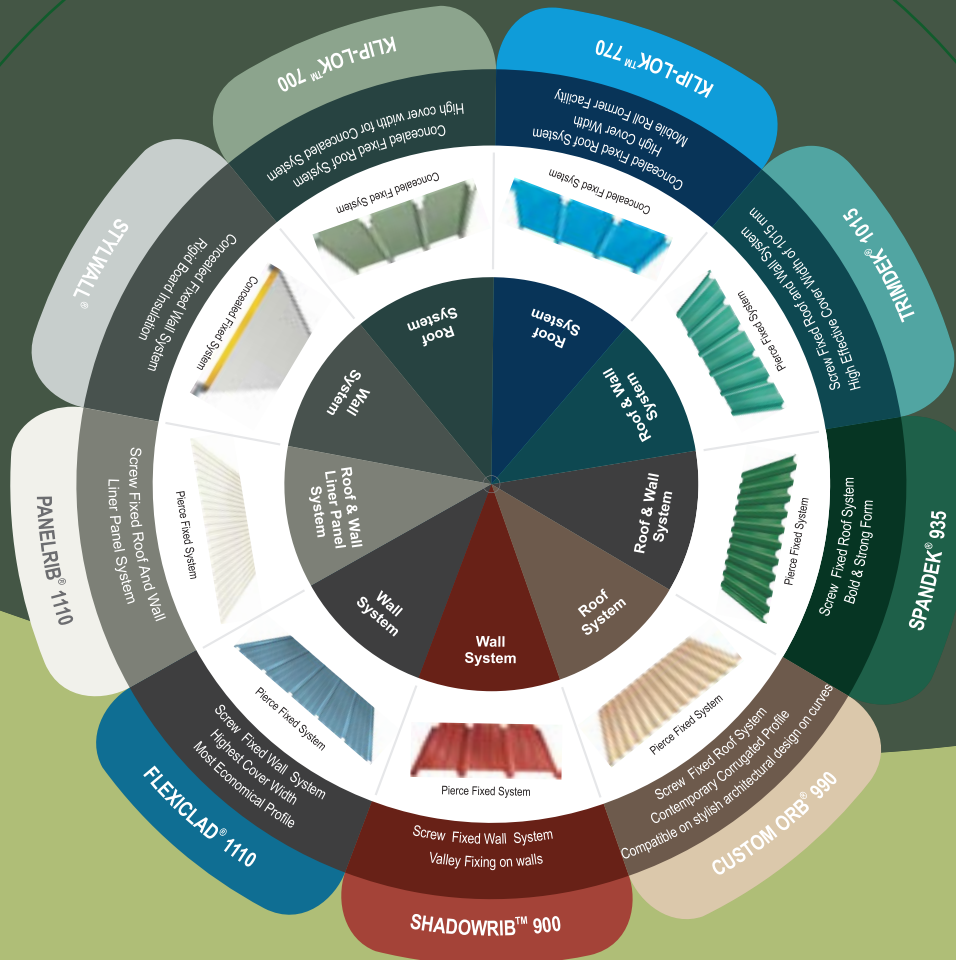 KLIP-LOK™ 770
Concealed Fixed Roof System
High Cover Width
Mobile Roll Former Facility
Concealed Fixed System
Roof
System
TRIMDEK® 1015
Screw Fixed Roof and Wall System
High Effective Cover Width of 1015 mm
Pierce Fixed System
Roof & Wall
System
SPANDEK® 935
Screw Fixed Roof System
Bold & Strong Form
Pierce Fixed System
Roof & Wall
System
CUSTOM ORB® 990
Screw Fixed Roof System
Contemporary Corrugated Profile
Compatible on stylish architectural design on curves
Pierce Fixed System
Roof
System
SHADOWRIB™ 900
Screw Fixed Wall System
Valley Fixing on walls
Pierce Fixed System
Wall
System
FLEXICLAD® 1110
Screw Fixed Wall System
Highest Cover Width
Most Economical Profile
Pierce Fixed System
Wall
System
PANELRIB® 1110
Screw Fixed Roof And Wall
Liner Panel System
Pierce Fixed System
Roof & Wall
Liner Panel
System
STYLWALL®
Concealed Fixed Wall System
Rigid Board Insulation
Concealed Fixed System
Wall
System
KLIP-LOK™ 700
Concealed Fixed Roof System
High cover width for Concealed System
Concealed Fixed System
Roof
System